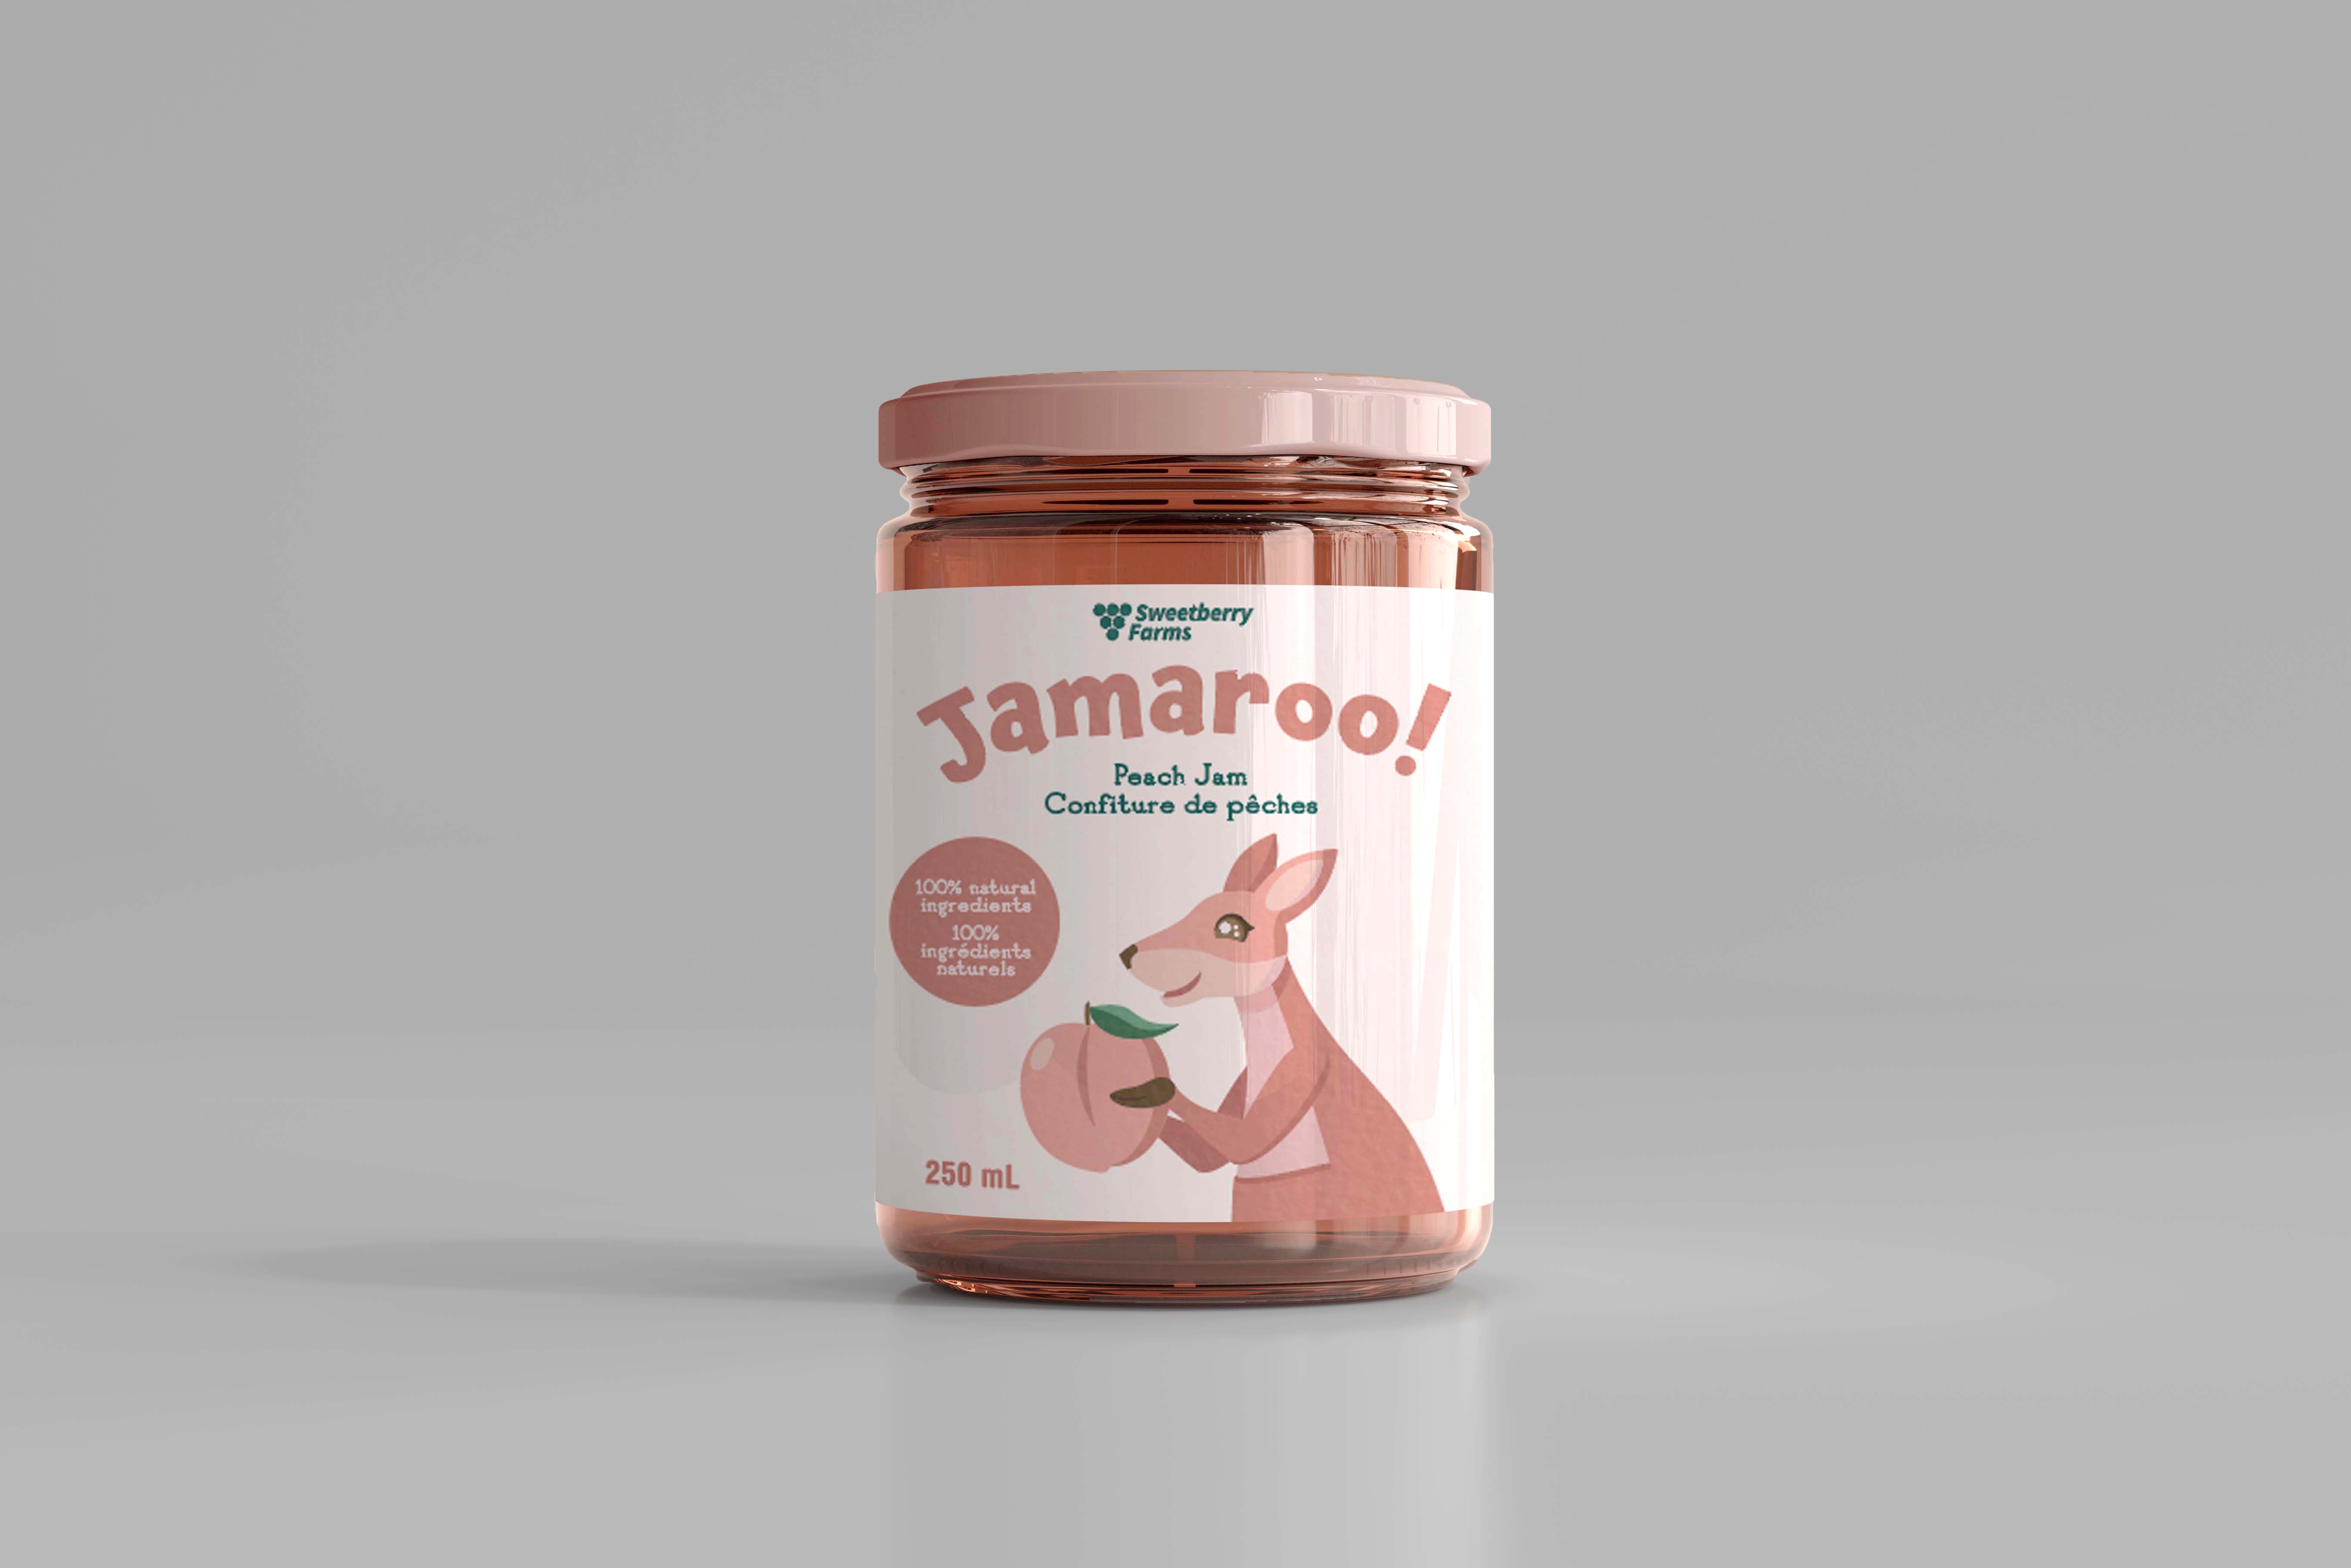 Sweetberry
Farms
Jamaroo!
Peach Jam
Confiture de pêches
100% natural
ingredients
100%
ingrédients
naturels
250 mL